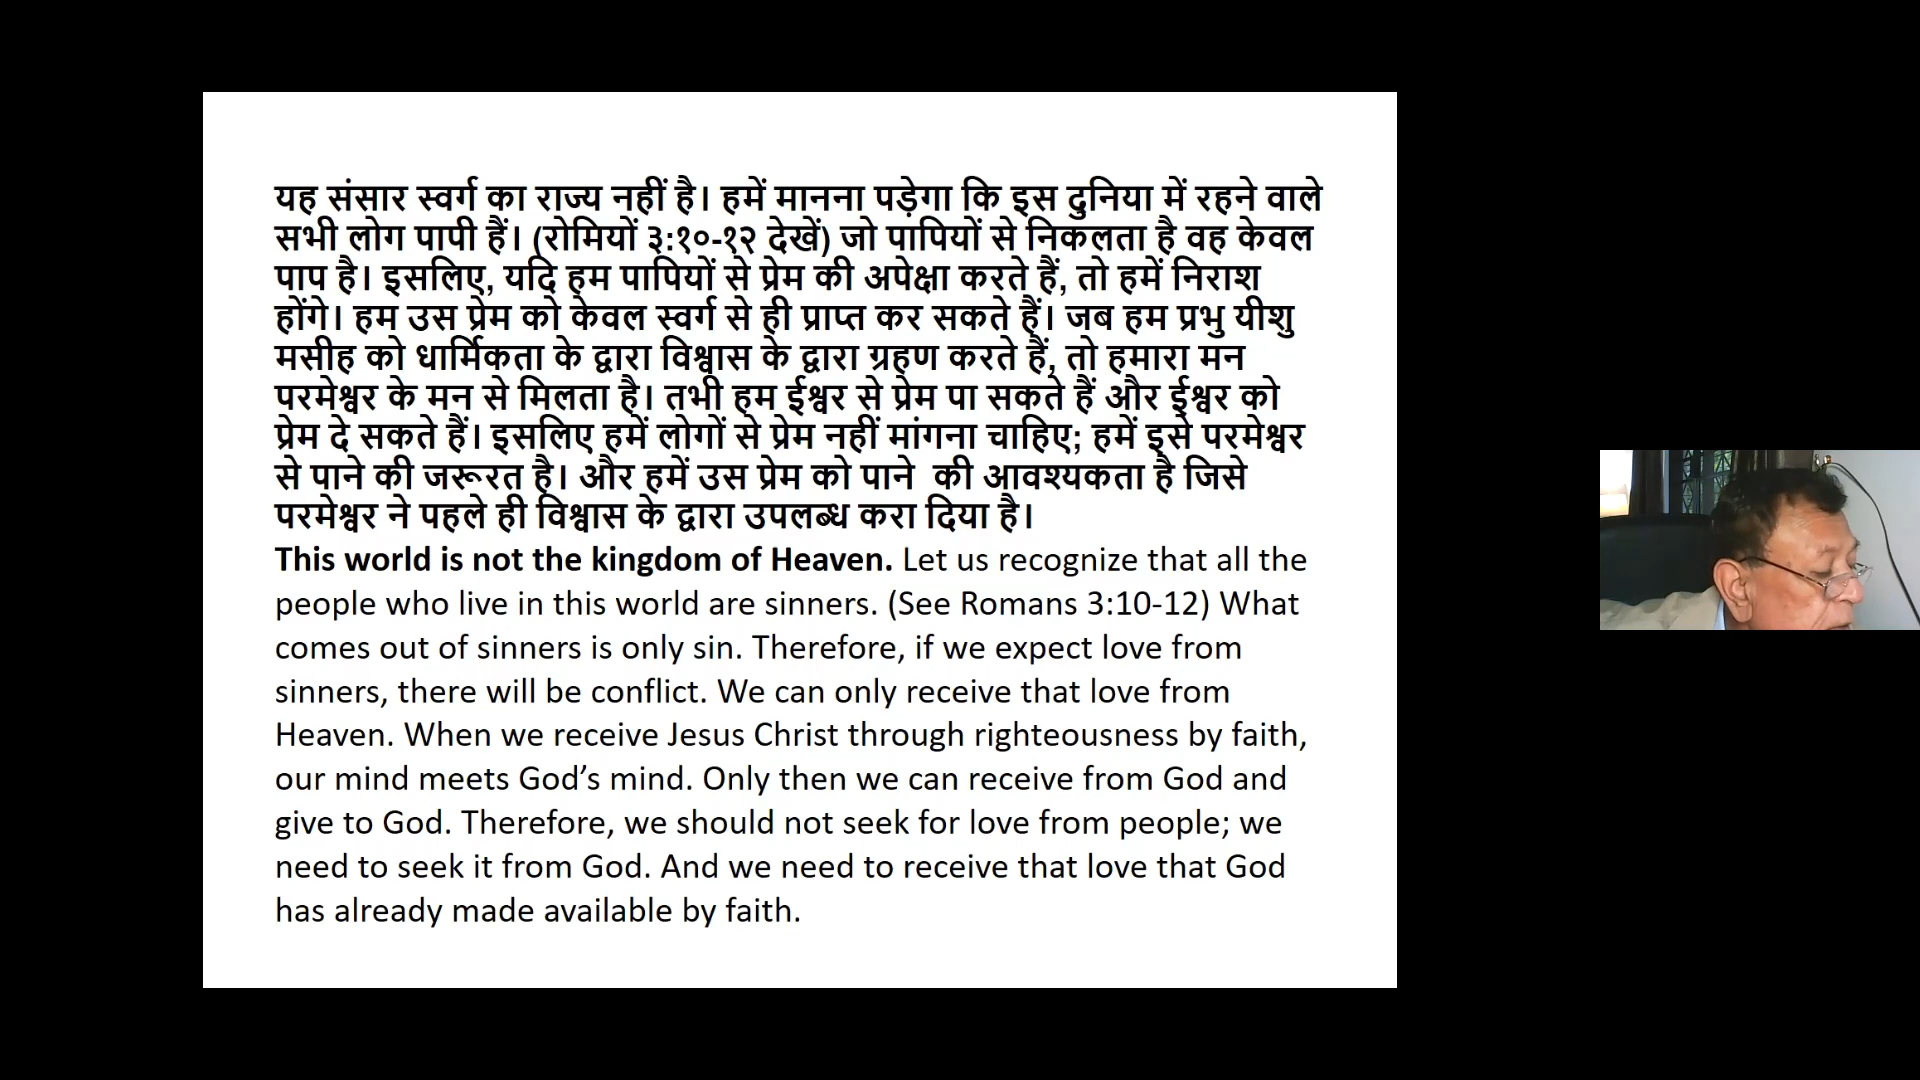 यह संसार स्वर्ग का राज्य नहीं है। हमें मानना पड़ेगा कि इस दुनिया में रहने वाले
सभी लोग पापी हैं। (रोमियों ३:१०-१२ देखें) जो पापियों से निकलता है वह केवल
पाप है। इसलिए, यदि हम पापियों से प्रेम की अपेक्षा करते हैं, तो हमें निराश
होंगे। हम उस प्रेम को केवल स्वर्ग से ही प्राप्त कर सकते हैं। जब हम प्रभु यीशु
मसीह को धार्मिकता के द्वारा विश्वास के द्वारा ग्रहण करते हैं, तो हमारा मन
परमेश्वर के मन से मिलता है। तभी हम ईश्वर से प्रेम पा सकते हैं और ईश्वर को
प्रेम दे सकते हैं। इसलिए हमें लोगों से प्रेम नहीं मांगना चाहिए; हमें इसे परमेश्वर
से पाने की जरूरत है। और हमें उस प्रेम को पाने  की आवश्यकता है जिसे
परमेश्वर ने पहले ही विश्वास के द्वारा उपलब्ध करा दिया है।
This world is not the kingdom of Heaven. Let us recognize that all the
people who live in this world are sinners. (See Romans 3:10-12) What
comes out of sinners is only sin. Therefore, if we expect love from
sinners, there will be conflict. We can only receive that love from
Heaven. When we receive Jesus Christ through righteousness by faith,
our mind meets God’s mind. Only then we can receive from God and
give to God. Therefore, we should not seek for love from people; we
need to seek it from God. And we need to receive that love that God
has already made available by faith.